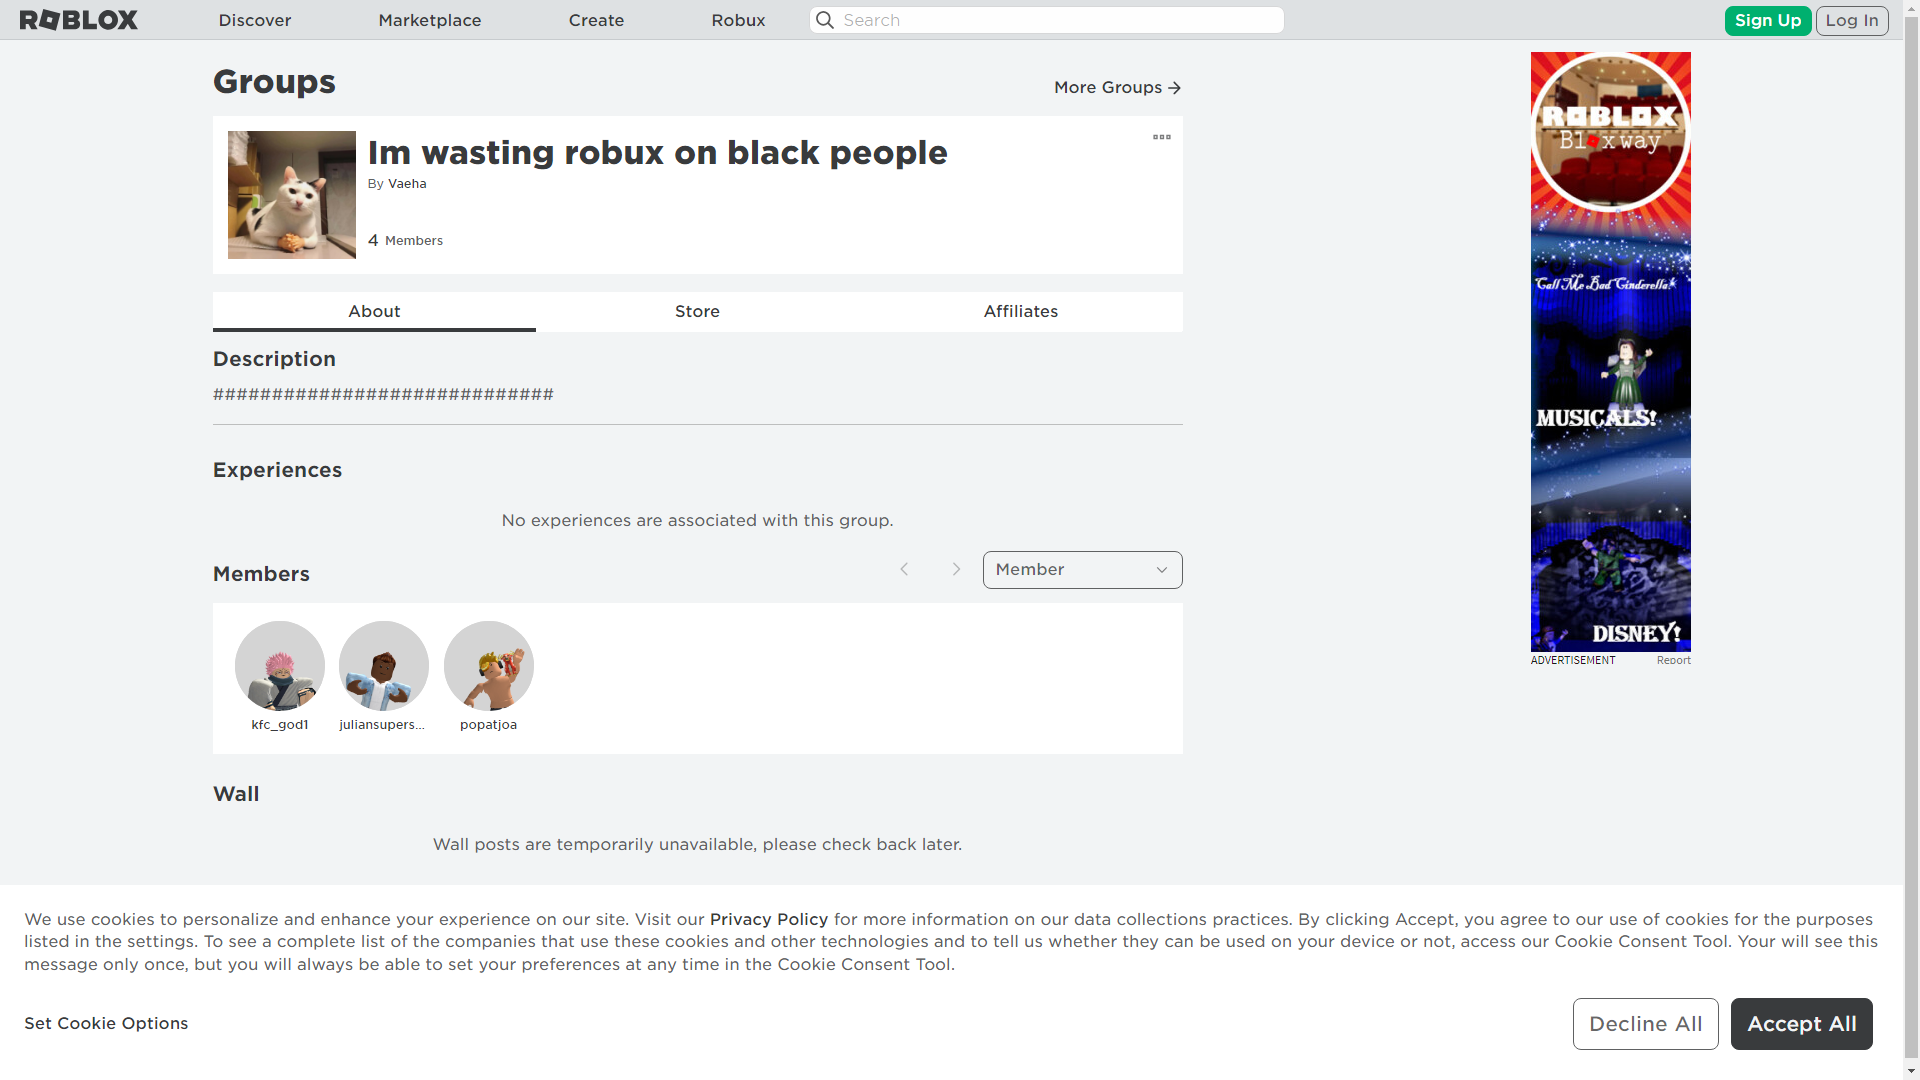 ROBLOX
Discover
Marketplace
Create
Robux
Search
Sign Up
Log In
Groups
More Groups
Im wasting robux on black people
By Vaeha
4 Members
About
Store
Affiliates
Description
#############################
Experiences
No experiences are associated with this group.
Members
Member
kfc_god1
juliansupers...
popatjoa
Wall
Wall posts are temporarily unavailable, please check back later.
ROBLOX
Bloxway
Call Me Bad Cinderella!
MUSICALS!
DISNEY!
ADVERTISEMENT
Report
We use cookies to personalize and enhance your experience on our site. Visit our Privacy Policy for more information on our data collections practices. By clicking Accept, you agree to our use of cookies for the purposes
listed in the settings. To see a complete list of the companies that use these cookies and other technologies and to tell us whether they can be used on your device or not, access our Cookie Consent Tool. Your will see this
message only once, but you will always be able to set your preferences at any time in the Cookie Consent Tool.
Set Cookie Options
Decline All
Accept All